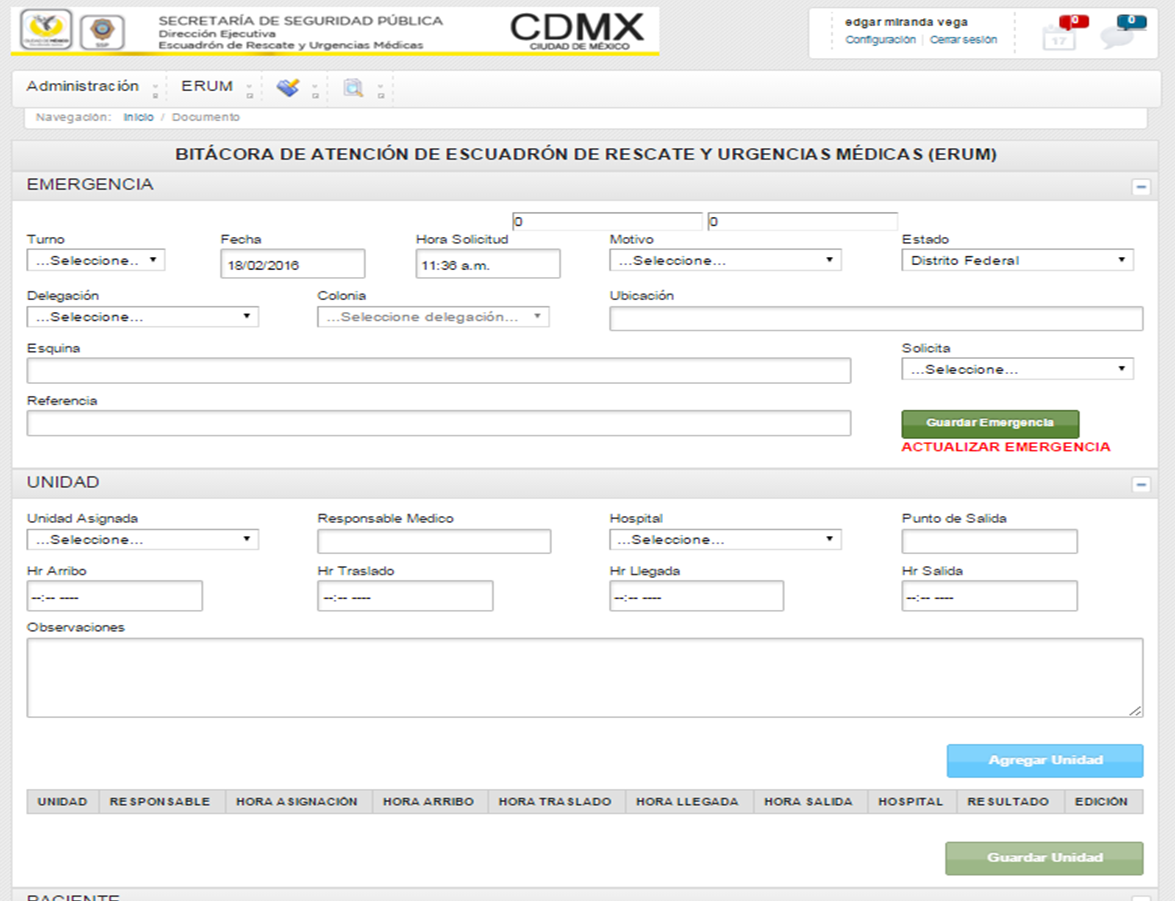 SECRETARÍA DE SEGURIDAD PÚBLICA
Dirección Ejecutiva
Escuadrón de Rescate y Urgencias Médicas
CDMX
CIUDAD DE MÉXICO
CIUDAD DE MÉXICO
SSP
edgar miranda vega
Configuración | Cerrar sesión
0
17
0
Administración
ERUM
Navegación: Inicio / Documento
BITÁCORA DE ATENCIÓN DE ESCUADRÓN DE RESCATE Y URGENCIAS MÉDICAS (ERUM)
EMERGENCIA
0 0
Turno Fecha Hora Solicitud Motivo Estado
...Seleccione.. 18/02/2016 11:36 a.m. ...Seleccione... Distrito Federal
Delegación Colonia Ubicación
...Seleccione... ...Seleccione delegación...
Esquina Solicita
...Seleccione...
Referencia
Guardar Emergencia
ACTUALIZAR EMERGENCIA
UNIDAD
Unidad Asignada Responsable Medico Hospital Punto de Salida
...Seleccione... ...Seleccione...
Hr Arribo Hr Traslado Hr Llegada Hr Salida
--:-- ---- --:-- ---- --:-- ---- --:-- ----
Observaciones
Agregar Unidad
UNIDAD RESPONSABLE HORA ASIGNACIÓN HORA ARRIBO HORA TRASLADO HORA LLEGADA HORA SALIDA HOSPITAL RESULTADO EDICIÓN
Guardar Unidad
PACIENTE